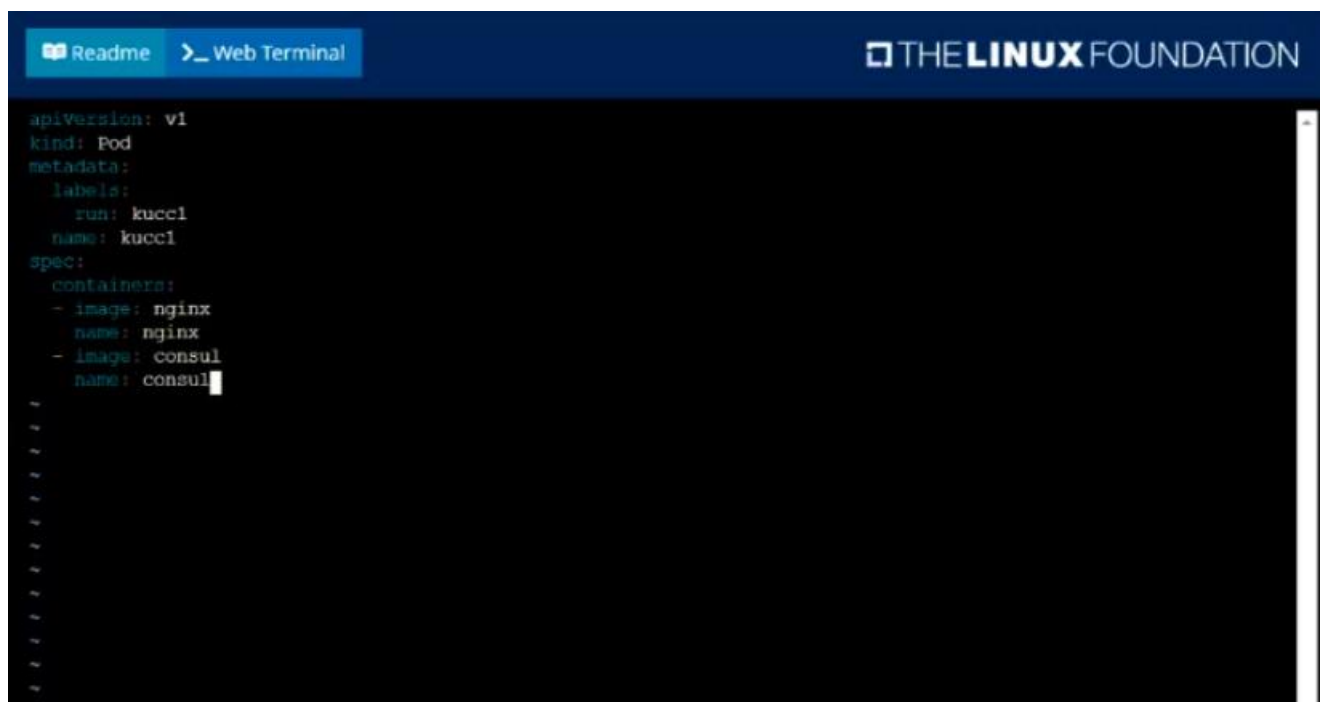 Readme >_ Web Terminal THE LINUX FOUNDATION
apiVersion: v1
kind: Pod
metadata:
  labels:
    run: kucc1
  name: kucc1
spec:
  containers:
  - image: nginx
    name: nginx
  - image: consul
    name: consul
~
~
~
~
~
~
~
~
~
~
~
~
~